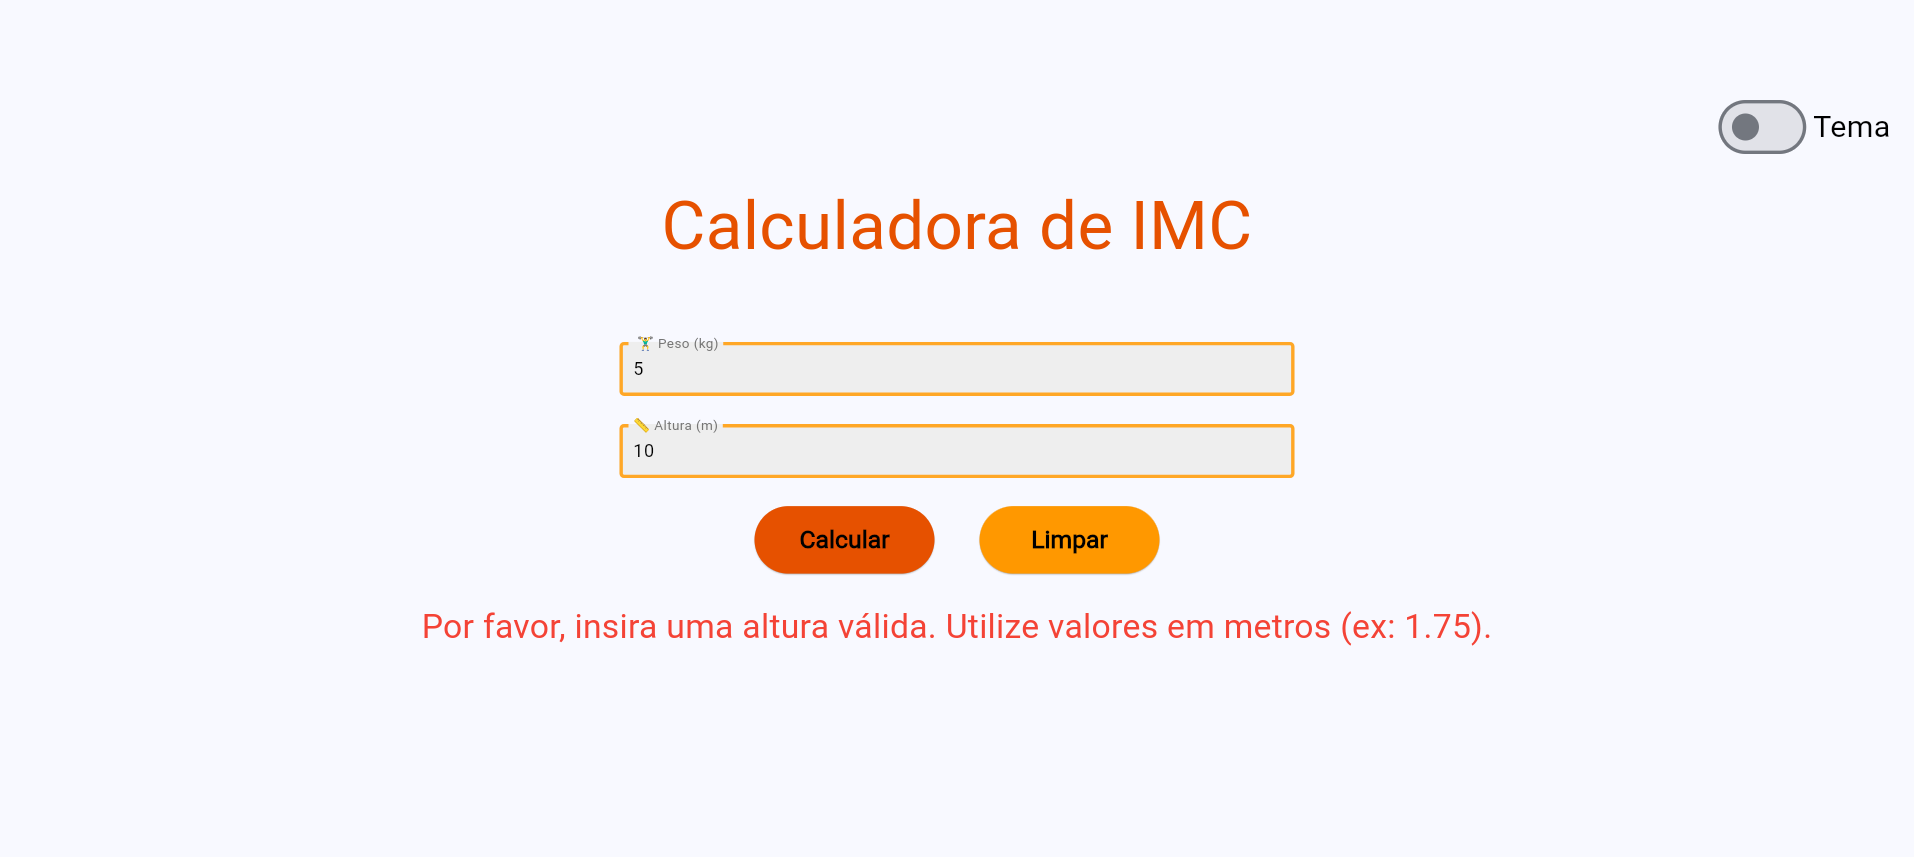 Tema
Calculadora de IMC
🏋️ Peso (kg)
5
📏 Altura (m)
10
Calcular
Limpar
Por favor, insira uma altura válida. Utilize valores em metros (ex: 1.75).